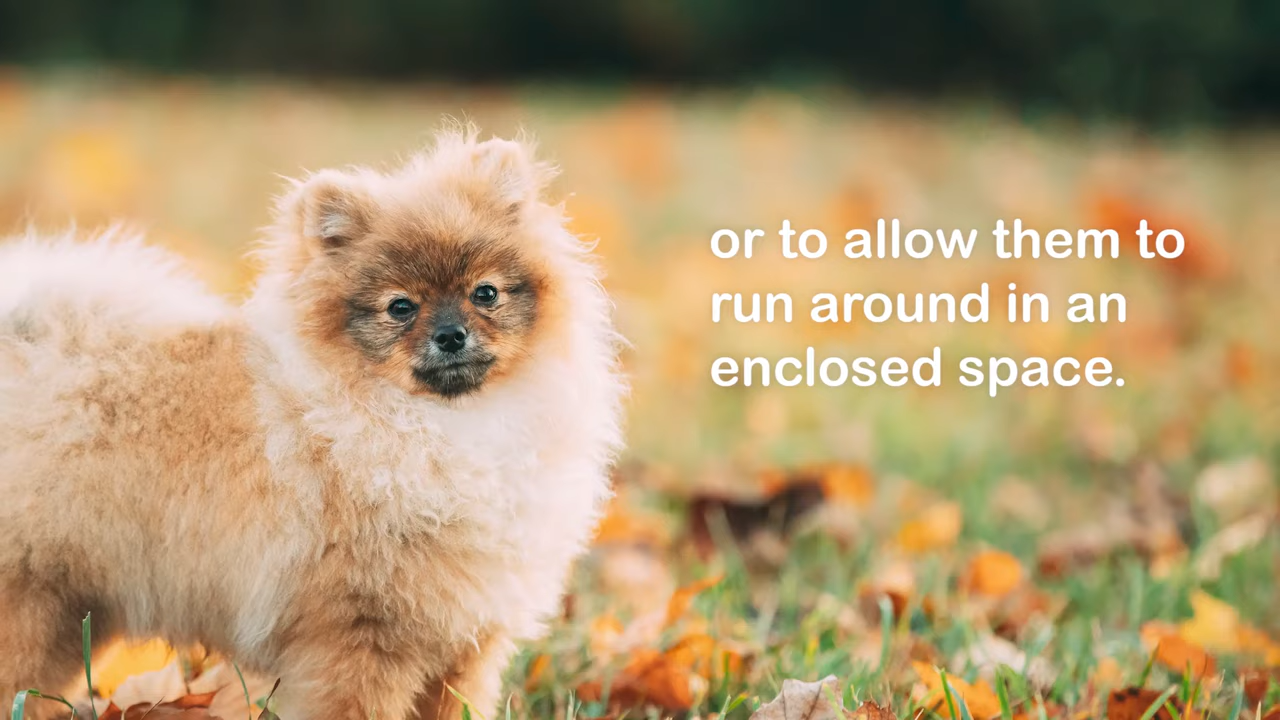 or to allow them to
run around in an
enclosed space.